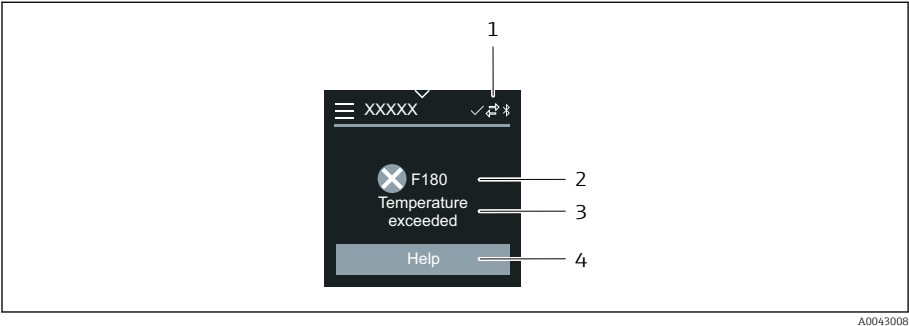 1
XXXXX
F180
2
Temperature
exceeded
3
Help
4
A0043008